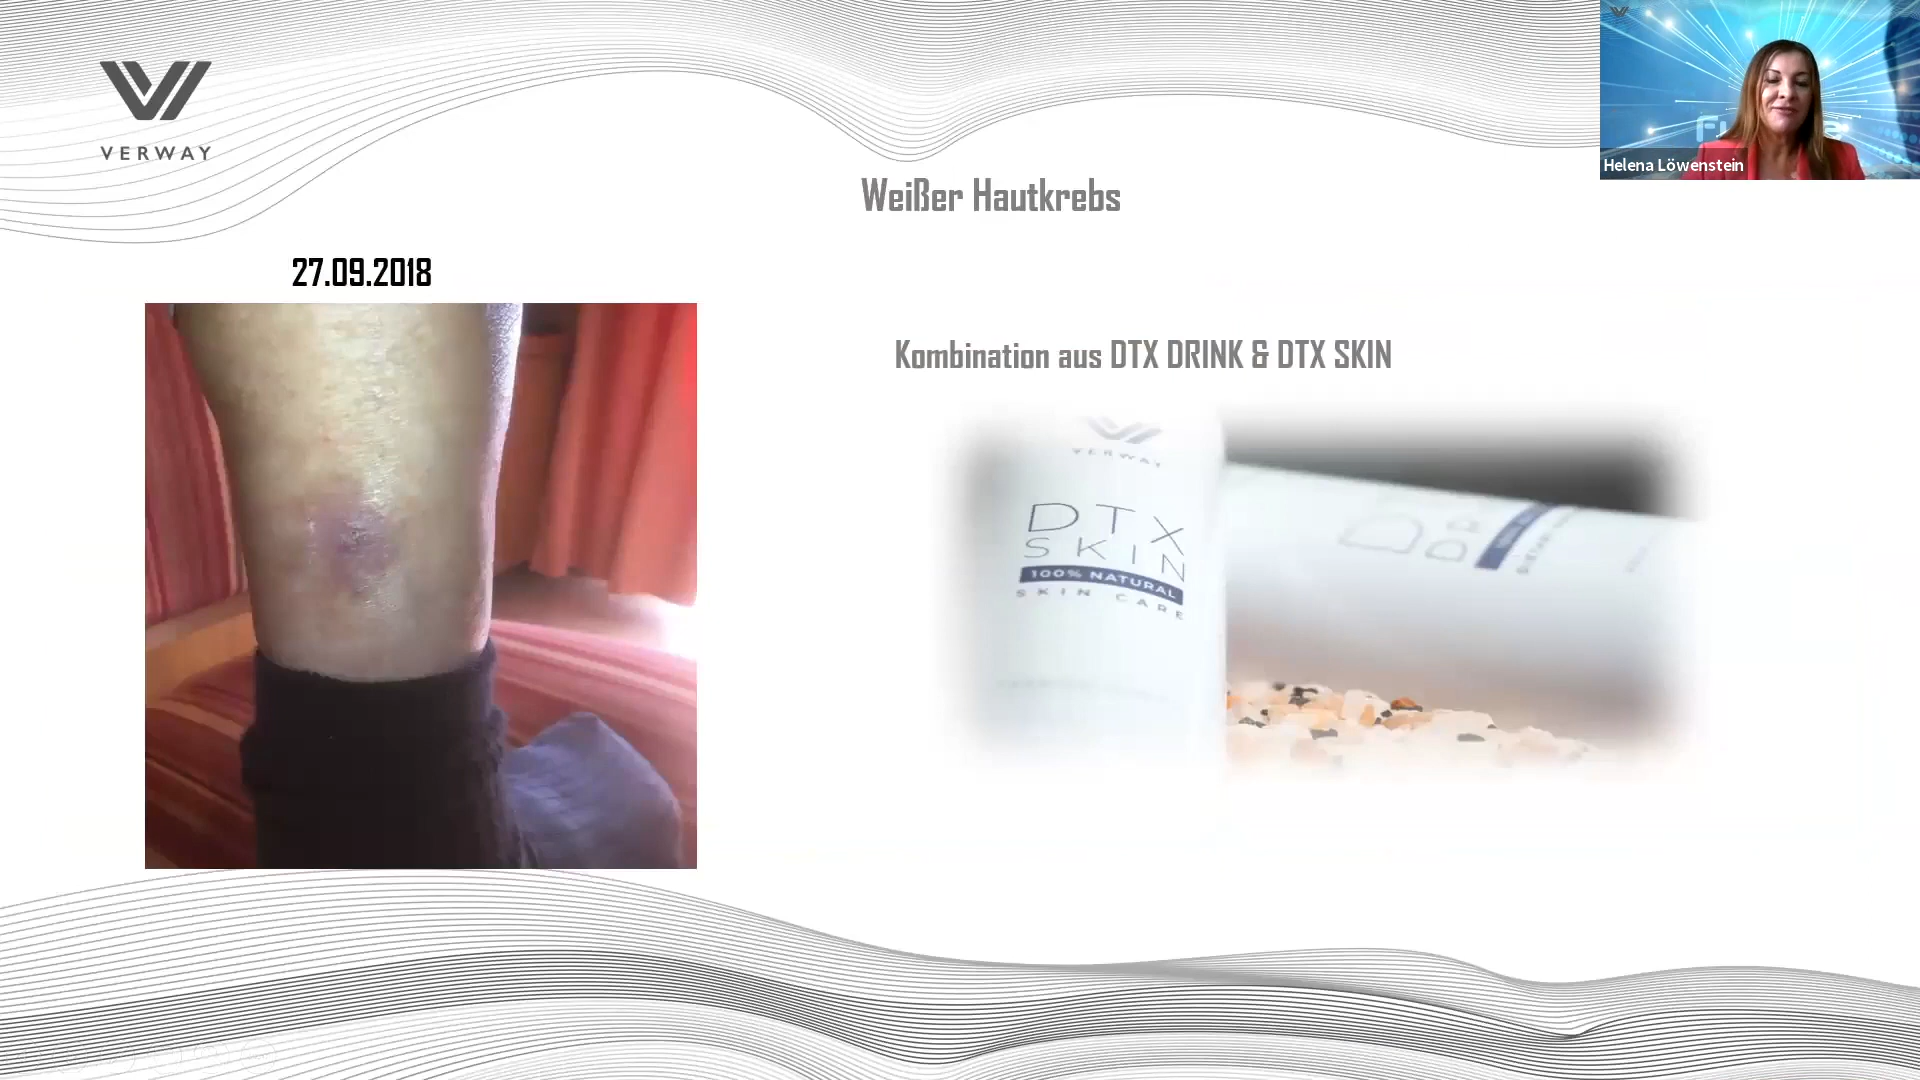 VERWAY
Helena Löwenstein
Weißer Hautkrebs
27.09.2018
Kombination aus DTX DRINK & DTX SKIN
VERWAY
DTX
SKIN
100% NATURAL
SKIN CARE